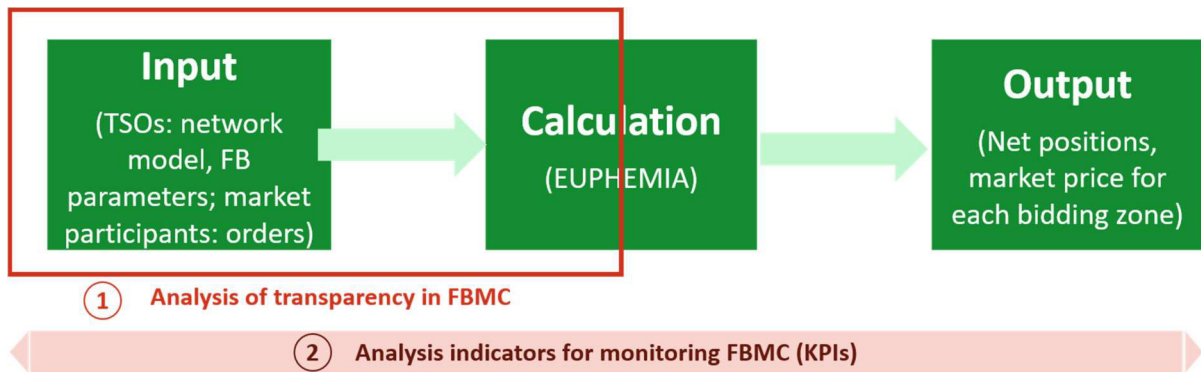 Input
(TSOs: network
model, FB
parameters; market
participants: orders)
Calculation
(EUPHEMIA)
Output
(Net positions,
market price for
each bidding zone)
1 Analysis of transparency in FBMC
2 Analysis indicators for monitoring FBMC (KPIs)